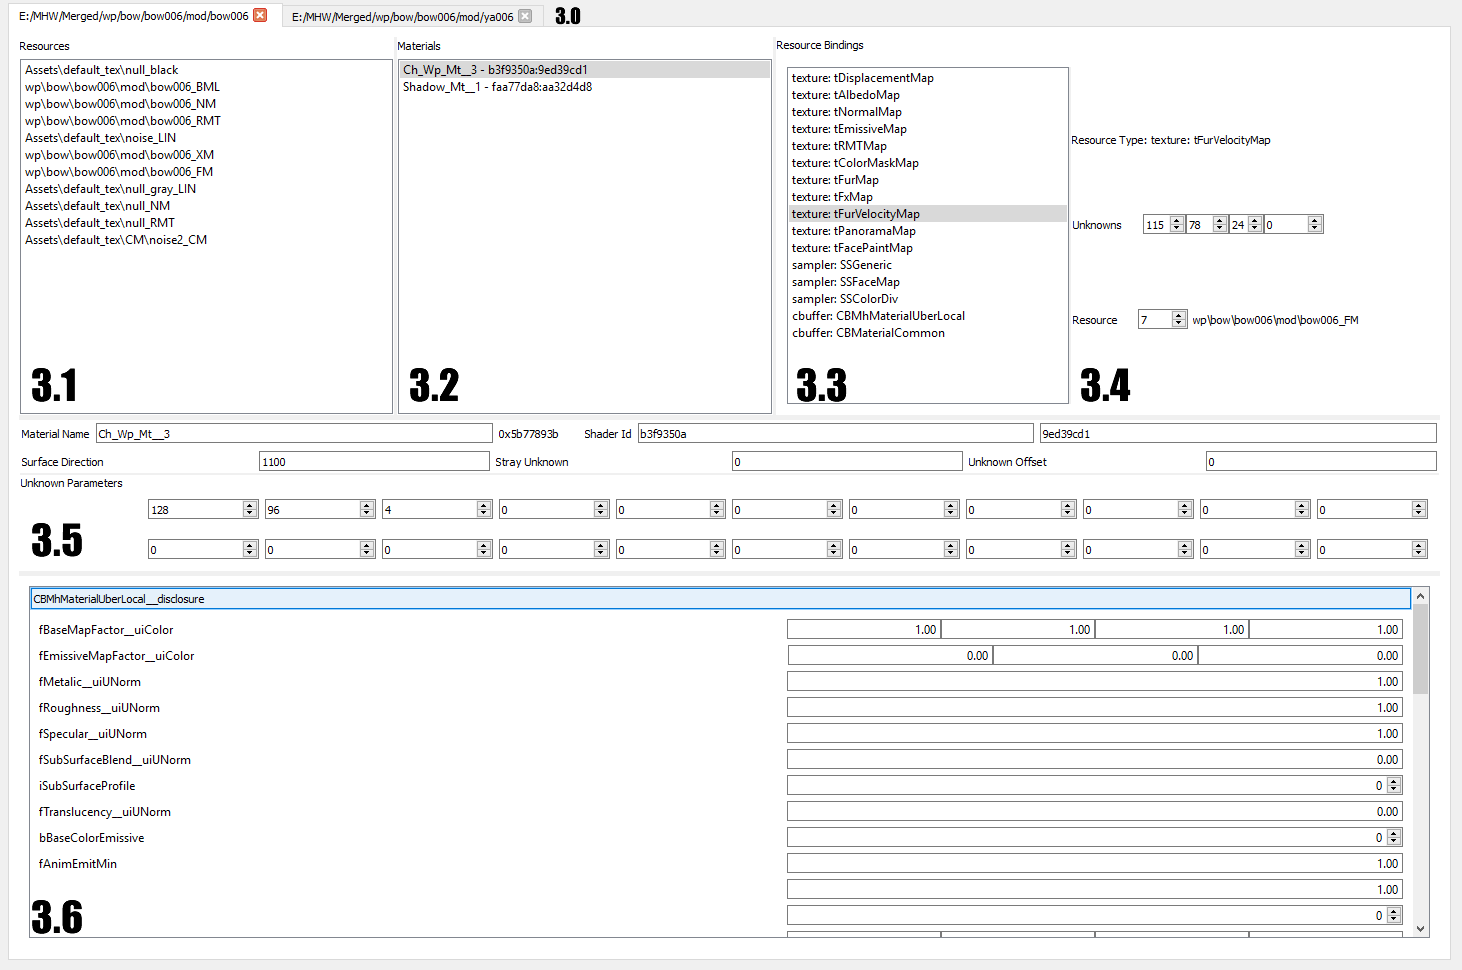 E:/MHW/Merged/wp/bow/bow006/mod/bow006 E:/MHW/Merged/wp/bow/bow006/mod/ya006 3.0
Resources
Assets\default_tex\null_black
wp\bow\bow006\mod\bow006_BML
wp\bow\bow006\mod\bow006_NM
wp\bow\bow006\mod\bow006_RMT
Assets\default_tex\noise_LIN
wp\bow\bow006\mod\bow006_XM
wp\bow\bow006\mod\bow006_FM
Assets\default_tex\null_gray_LIN
Assets\default_tex\null_NM
Assets\default_tex\null_RMT
Assets\default_tex\CM\noise2_CM
3.1
Materials
Ch_Wp_Mt__3 - b3f9350a:9ed39cd1
Shadow_Mt__1 - faa77da8:aa32d4d8
3.2
Resource Bindings
texture: tDisplacementMap
texture: tAlbedoMap
texture: tNormalMap
texture: tEmissiveMap
texture: tRMTMap
texture: tColorMaskMap
texture: tFurMap
texture: tFxMap
texture: tFurVelocityMap
texture: tPanoramaMap
texture: tFacePaintMap
sampler: SSGeneric
sampler: SSFaceMap
sampler: SSColorDiv
cbuffer: CBMhMaterialUberLocal
cbuffer: CBMaterialCommon
3.3
Resource Type: texture: tFurVelocityMap
Unknowns 115 78 24 0
Resource 7 wp\bow\bow006\mod\bow006_FM
3.4
Material Name Ch_Wp_Mt__3 0x5b77893b Shader Id b3f9350a 9ed39cd1
Surface Direction 1100 Stray Unknown 0 Unknown Offset 0
Unknown Parameters
128 96 4 0 0 0 0 0 0 0 0
3.5
0 0 0 0 0 0 0 0 0 0 0
CBMhMaterialUberLocal__disclosure
fBaseMapFactor__uiColor 1.00 1.00 1.00 1.00
fEmissiveMapFactor__uiColor 0.00 0.00 0.00
fMetalic__uiUNorm 1.00
fRoughness__uiUNorm 1.00
fSpecular__uiUNorm 1.00
fSubSurfaceBlend__uiUNorm 0.00
iSubSurfaceProfile 0
fTranslucency__uiUNorm 0.00
bBaseColorEmissive 0
fAnimEmitMin 1.00
1.00
3.6 0